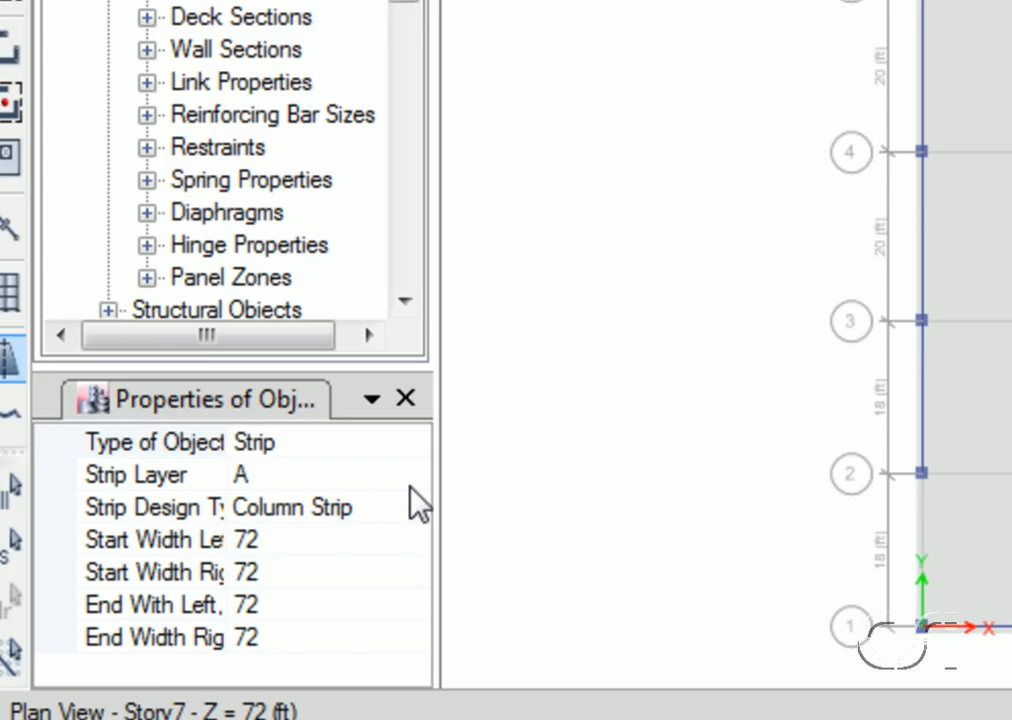 Deck Sections
Wall Sections
Link Properties
Reinforcing Bar Sizes
Restraints
Spring Properties
Diaphragms
Hinge Properties
Panel Zones
Structural Objects
Properties of Obj...
Type of Object Strip
Strip Layer A
Strip Design Ty Column Strip
Start Width Le 72
Start Width Rig 72
End With Left, 72
End Width Rig 72
20 (ft)
4
20 (ft)
3
18 (ft)
2
18 (ft)
Y
1
X
Plan View - Story7 - Z = 72 (ft)